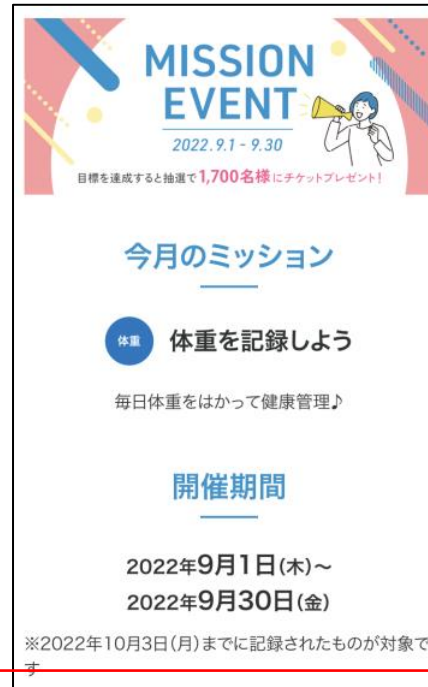 MISSION
EVENT
2022.9.1 - 9.30
目標を達成すると抽選で1,700名様にチケットプレゼント!
今月のミッション
体重 体重を記録しよう
毎日体重をはかって健康管理♪
開催期間
2022年9月1日(木)~
2022年9月30日(金)
※2022年10月3日(月)までに記録されたものが対象で
す